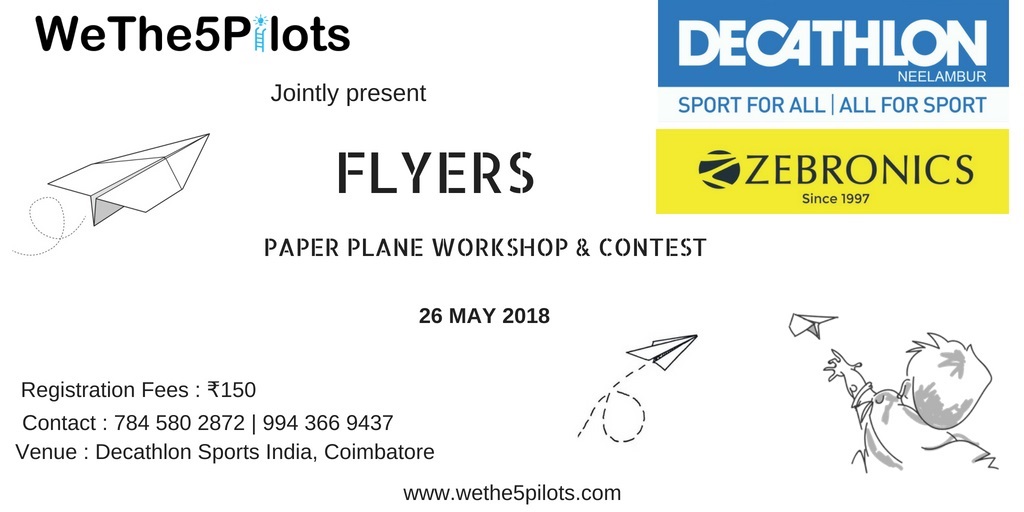 WeThe5Pilots
DECATHLON
NEELAMBUR
SPORT FOR ALL | ALL FOR SPORT
Jointly present
ZEBRONICS
Since 1997
FLYERS
PAPER PLANE WORKSHOP & CONTEST
26 MAY 2018
Registration Fees : ₹150
Contact : 784 580 2872 | 994 366 9437
Venue : Decathlon Sports India, Coimbatore
www.wethe5pilots.com